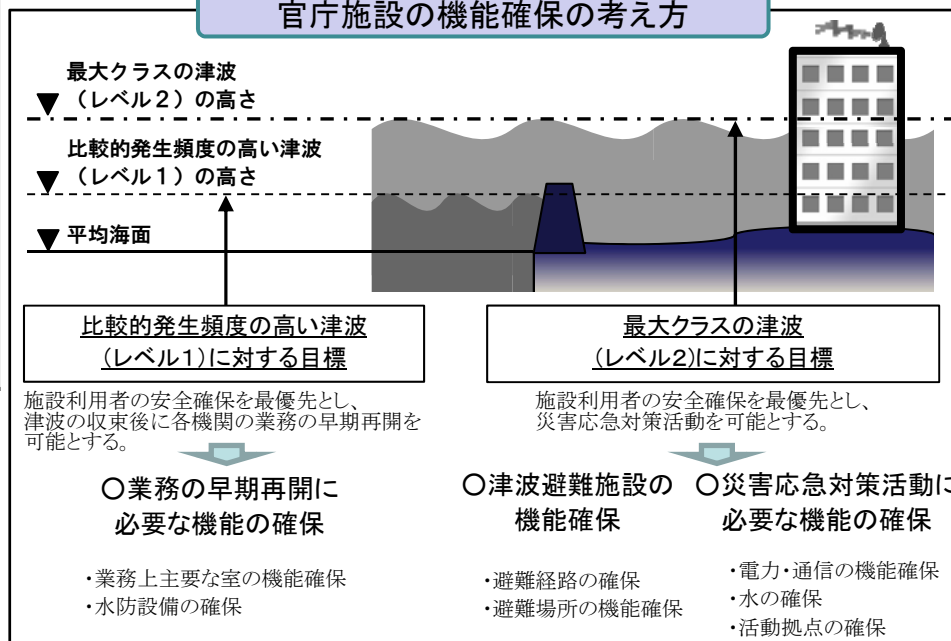 官庁施設の機能確保の考え方
最大クラスの津波
▼ （レベル２）の高さ
比較的発生頻度の高い津波
▼ （レベル１）の高さ
▼ 平均海面
比較的発生頻度の高い津波
(レベル１)に対する目標
施設利用者の安全確保を最優先とし、
津波の収束後に各機関の業務の早期再開を
可能とする。
〇業務の早期再開に
必要な機能の確保
・業務上主要な室の機能確保
・水防設備の確保
最大クラスの津波
(レベル2)に対する目標
施設利用者の安全確保を最優先とし、
災害応急対策活動を可能とする。
〇津波避難施設の
機能確保
・避難経路の確保
・避難場所の機能確保
〇災害応急対策活動に
必要な機能の確保
・電力・通信の機能確保
・水の確保
・活動拠点の確保